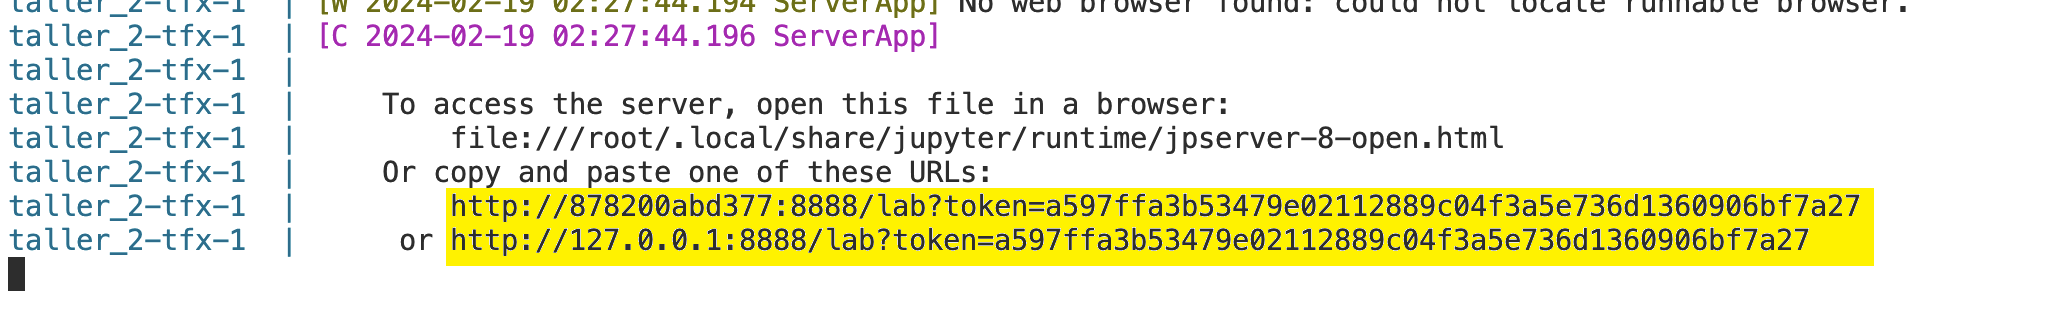 taller_2-tfx-1  | [W 2024-02-19 02:27:44.194 ServerApp] No web browser found: could not locate runnable browser.
taller_2-tfx-1  | [C 2024-02-19 02:27:44.196 ServerApp]
taller_2-tfx-1  |
taller_2-tfx-1  |     To access the server, open this file in a browser:
taller_2-tfx-1  |         file:///root/.local/share/jupyter/runtime/jpserver-8-open.html
taller_2-tfx-1  |     Or copy and paste one of these URLs:
taller_2-tfx-1  |         http://878200abd377:8888/lab?token=a597ffa3b53479e02112889c04f3a5e736d1360906bf7a27
taller_2-tfx-1  |      or http://127.0.0.1:8888/lab?token=a597ffa3b53479e02112889c04f3a5e736d1360906bf7a27